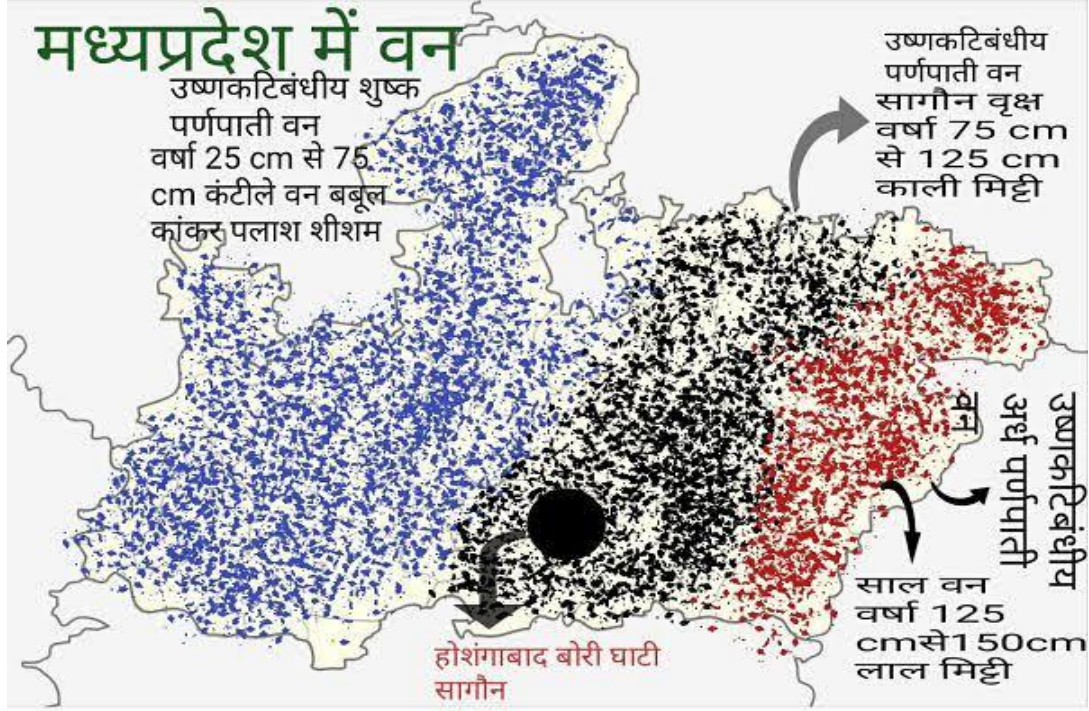 मध्यप्रदेश में वन
उष्णकटिबंधीय शुष्क
पर्णपाती वन
वर्षा 25 cm से 75
cm कंटीले वन बबूल
कांकर पलाश शीशम
उष्णकटिबंधीय
पर्णपाती वन
सागौन वृक्ष
वर्षा 75 cm
से 125 cm
काली मिट्टी
उष्णकटिबंधीय
अर्ध पर्णपाती
वन
साल वन
वर्षा 125
cmसे150cm
लाल मिट्टी
होशंगाबाद बोरी घाटी
सागौन